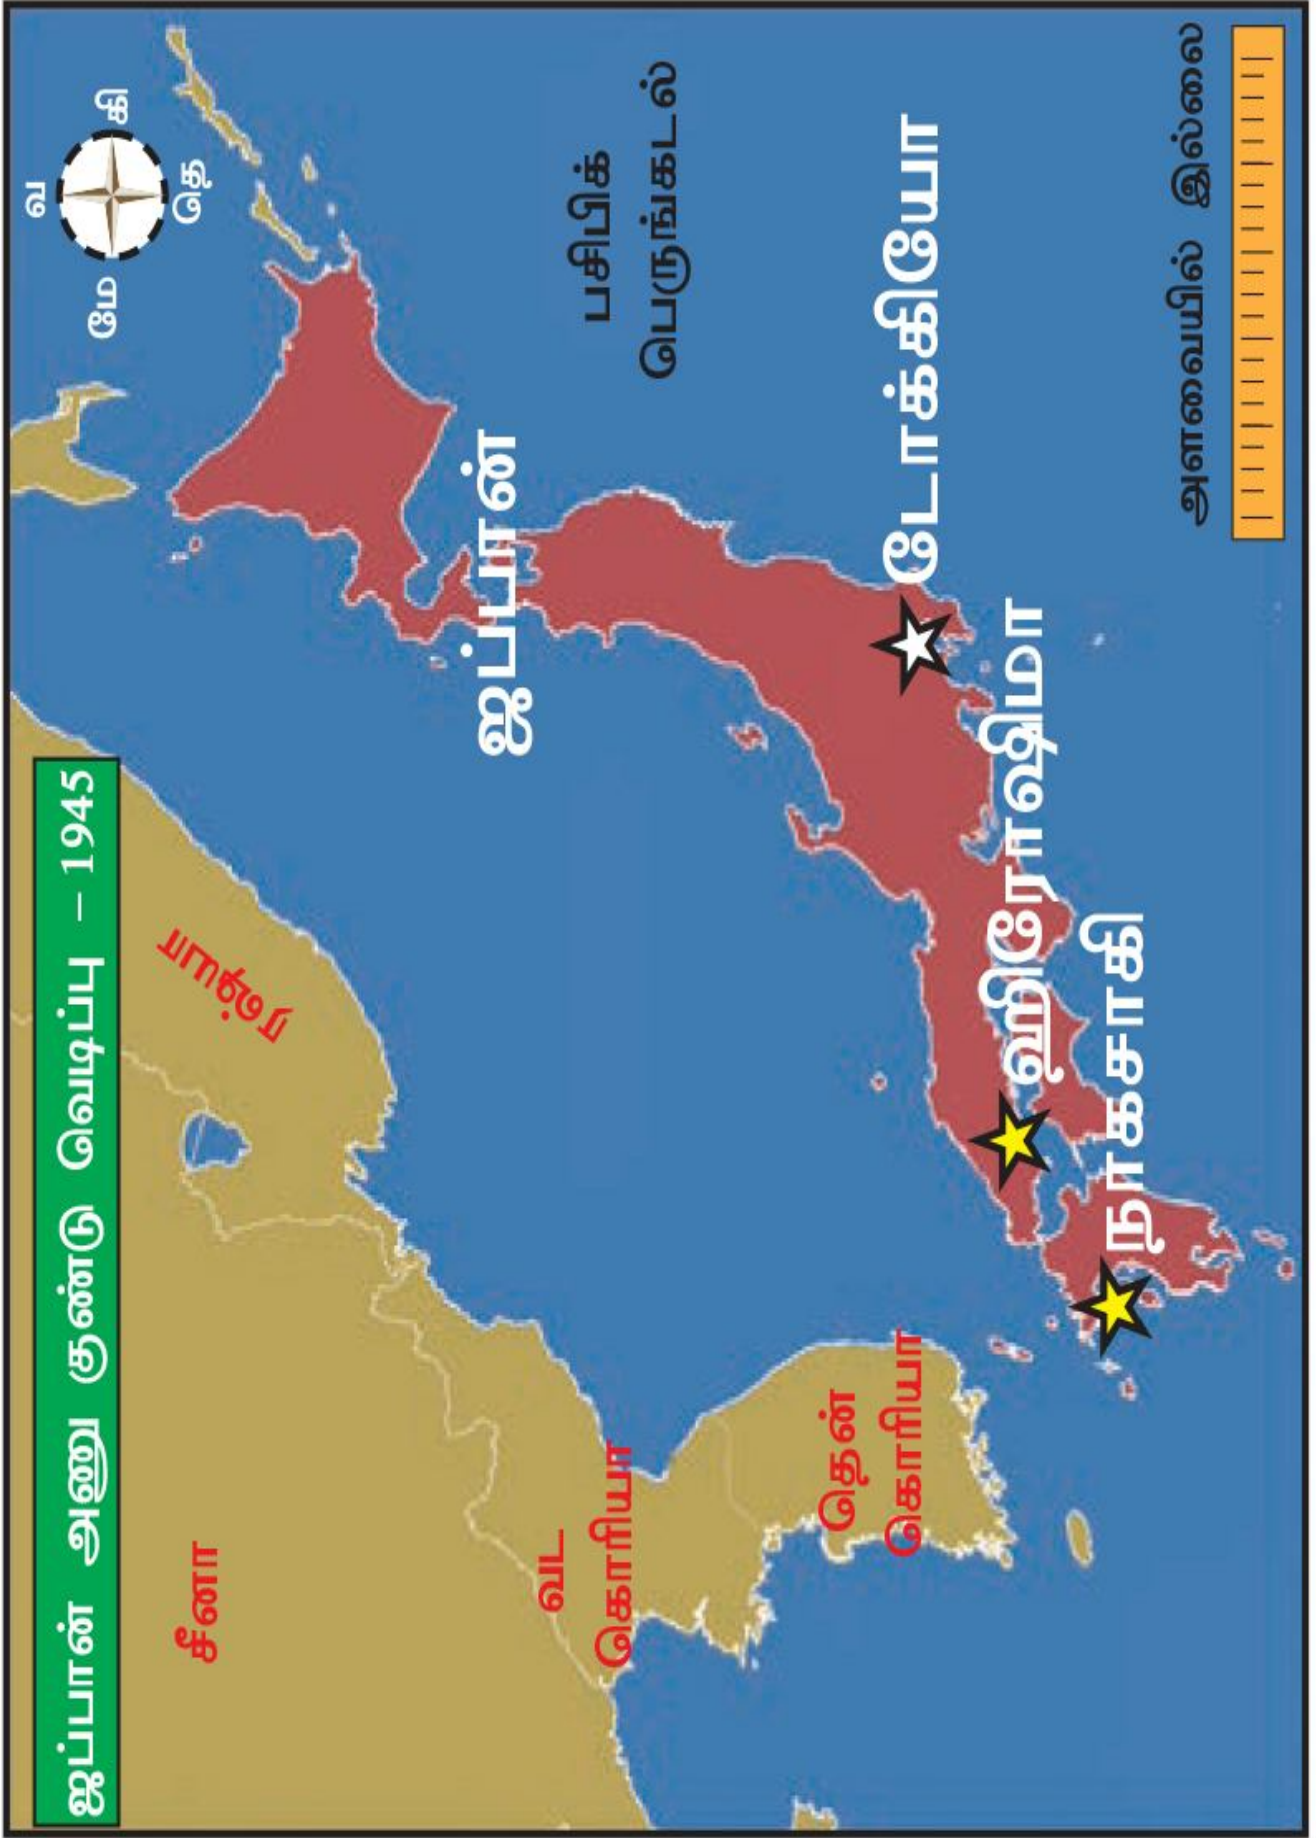 ஜப்பான் அணு குண்டு வெடிப்பு – 1945
வ
மே
கி
தெ
சீனா
ரஷ்யா
ஜப்பான்
பசிபிக்
பெருங்கடல்
வட
கொரியா
தென்
கொரியா
டோக்கியோ
ஹிரோஷிமா
நாகசாகி
அளவையில் இல்லை